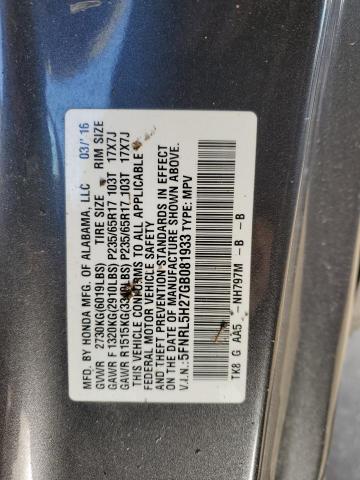 MFD. BY HONDA MFG. OF ALABAMA, LLC 03/'16
GVWR 2730KG(6019LBS) TIRE SIZE RIM SIZE
GAWR F 1320KG(2910LBS) P235/65R17 103T 17X7J
GAWR R 1515KG( LBS) P235/65R17 103T 17X7J
THIS VEHICLE CONFORMS TO ALL APPLICABLE
FEDERAL MOTOR VEHICLE SAFETY
AND THEFT PREVENTION STANDARDS IN EFFECT
ON THE DATE OF MANUFACTURE SHOWN ABOVE.
V.I.N.: 5FNRL5H27GB081933 TYPE: MPV
TK8 G AA5 NH797M - B - B